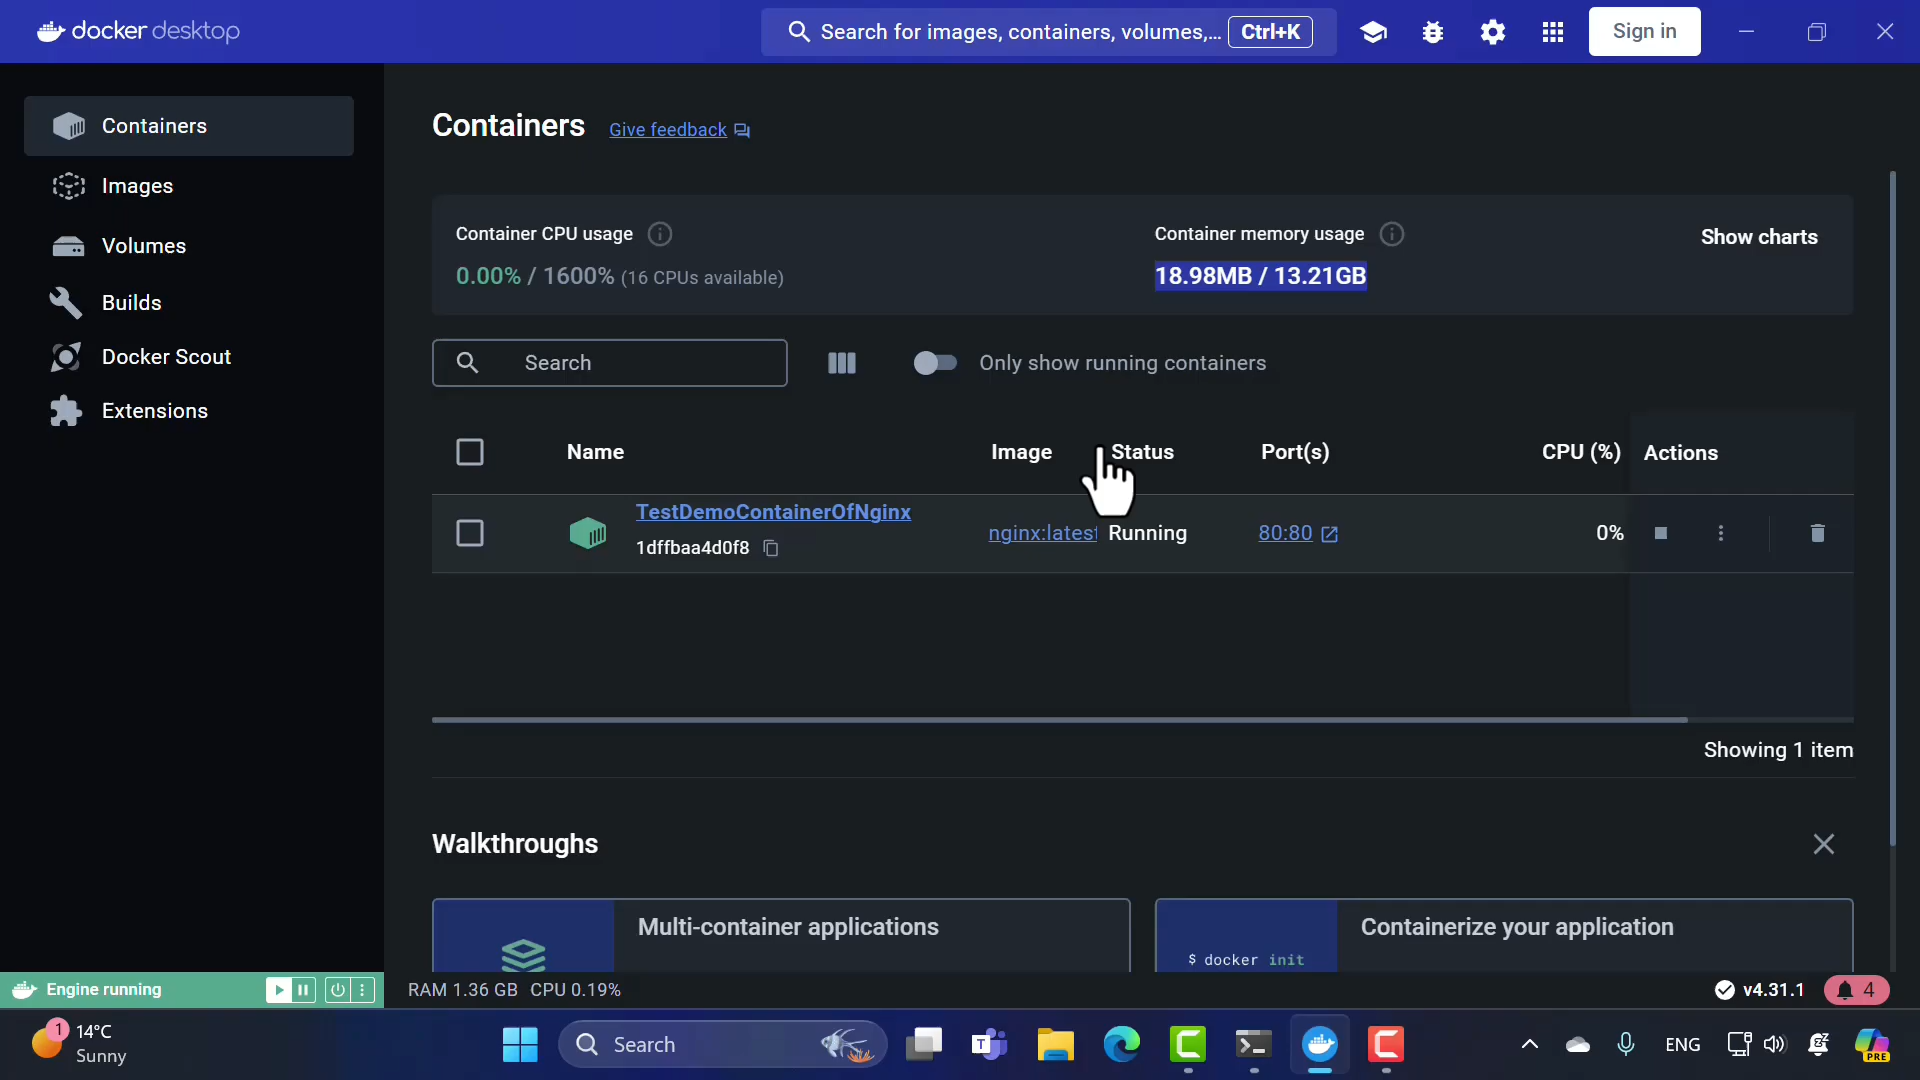 docker desktop
Search for images, containers, volumes,... Ctrl+K
Sign in
Containers
Images
Volumes
Builds
Docker Scout
Extensions
Containers Give feedback
Container CPU usage
0.00% / 1600% (16 CPUs available)
Container memory usage
18.98MB / 13.21GB
Show charts
Search
Only show running containers
Name Image Status Port(s) CPU (%) Actions
TestDemoContainerOfNginx
1dffbaa4d0f8
nginx:latest Running 80:80 0%
Showing 1 item
Walkthroughs
Multi-container applications
$ docker init
Containerize your application
Engine running
RAM 1.36 GB CPU 0.19%
v4.31.1
4
1
14°C
Sunny
Search
T
ENG
PRE